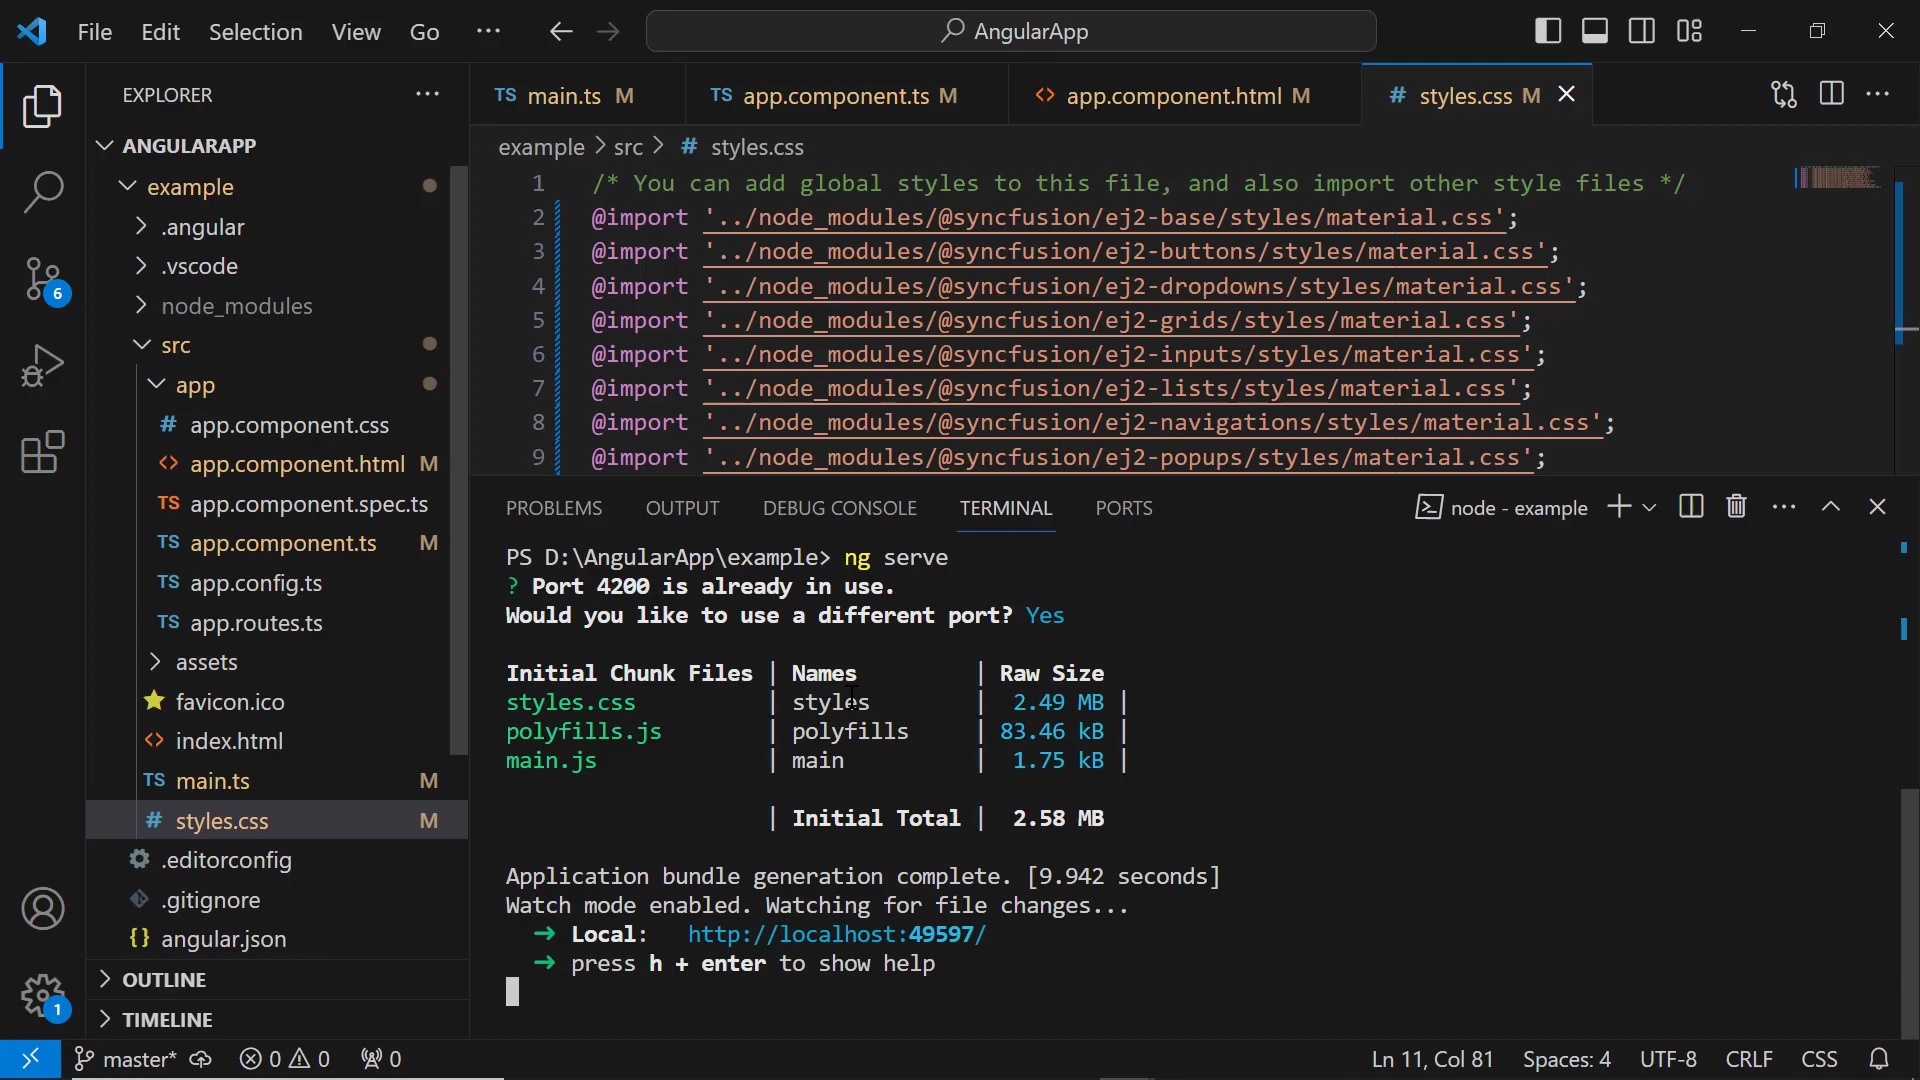 File Edit Selection View Go ··· AngularApp
EXPLORER ···
ANGULARAPP
example
.angular
.vscode
node_modules
src
app
app.component.css
app.component.html M
app.component.spec.ts
app.component.ts M
app.config.ts
app.routes.ts
assets
favicon.ico
index.html
main.ts M
styles.css M
.editorconfig
.gitignore
angular.json
OUTLINE
TIMELINE
6
1
TS main.ts M TS app.component.ts M <> app.component.html M # styles.css M
example > src > # styles.css
1 /* You can add global styles to this file, and also import other style files */
2 @import '../node_modules/@syncfusion/ej2-base/styles/material.css';
3 @import '../node_modules/@syncfusion/ej2-buttons/styles/material.css';
4 @import '../node_modules/@syncfusion/ej2-dropdowns/styles/material.css';
5 @import '../node_modules/@syncfusion/ej2-grids/styles/material.css';
6 @import '../node_modules/@syncfusion/ej2-inputs/styles/material.css';
7 @import '../node_modules/@syncfusion/ej2-lists/styles/material.css';
8 @import '../node_modules/@syncfusion/ej2-navigations/styles/material.css';
9 @import '../node_modules/@syncfusion/ej2-popups/styles/material.css';
PROBLEMS OUTPUT DEBUG CONSOLE TERMINAL PORTS node - example
PS D:\AngularApp\example> ng serve
? Port 4200 is already in use.
Would you like to use a different port? Yes
Initial Chunk Files | Names | Raw Size
styles.css | styles | 2.49 MB |
polyfills.js | polyfills | 83.46 kB |
main.js | main | 1.75 kB |
| Initial Total | 2.58 MB
Application bundle generation complete. [9.942 seconds]
Watch mode enabled. Watching for file changes...
➜ Local: http://localhost:49597/
➜ press h + enter to show help
master* 0 0 0 Ln 11, Col 81 Spaces: 4 UTF-8 CRLF CSS